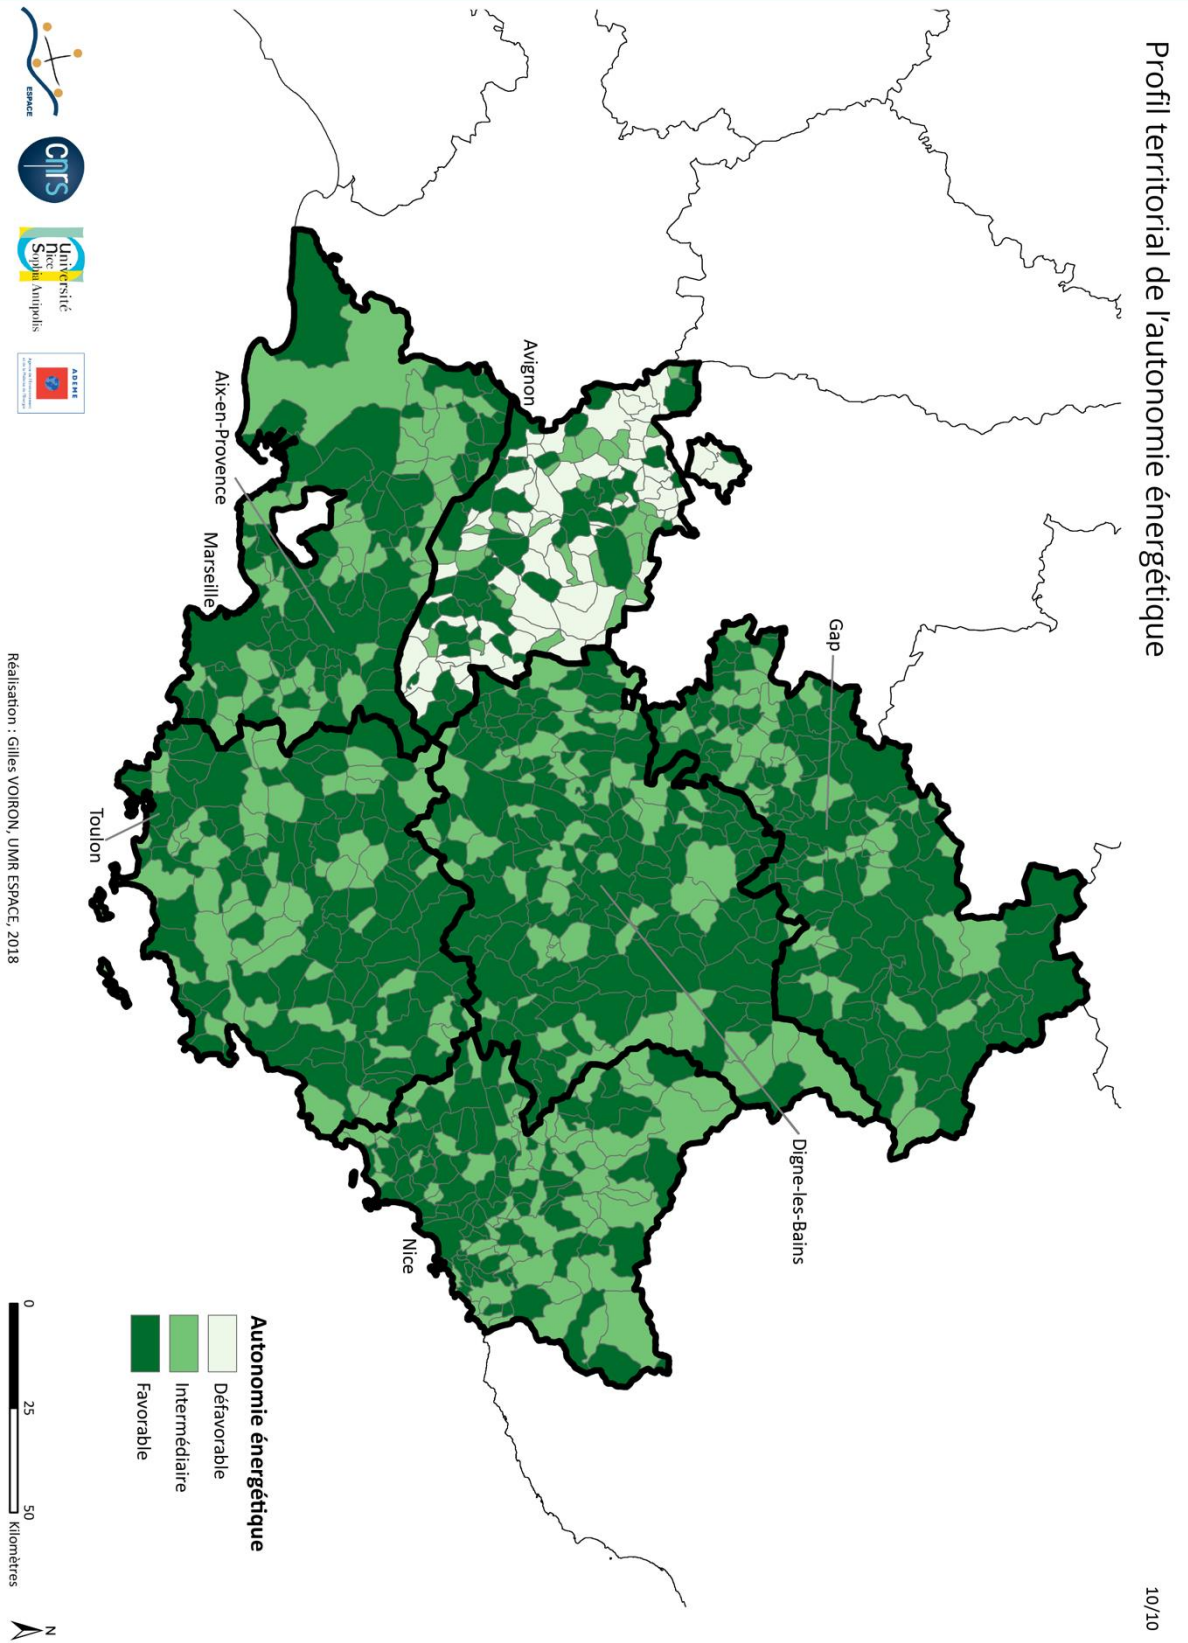 Profil territorial de l'autonomie énergétique
10/10
Gap
Digne-les-Bains
Avignon
Aix-en-Provence
Marseille
Toulon
Nice
Autonomie énergétique
Défavorable
Intermédiaire
Favorable
0 25 50 Kilomètres
N
ESPACE
cnrs
Université
nice
Sophia Antipolis
ADEME
Réalisation : Gilles VOIRON, UMR ESPACE, 2018